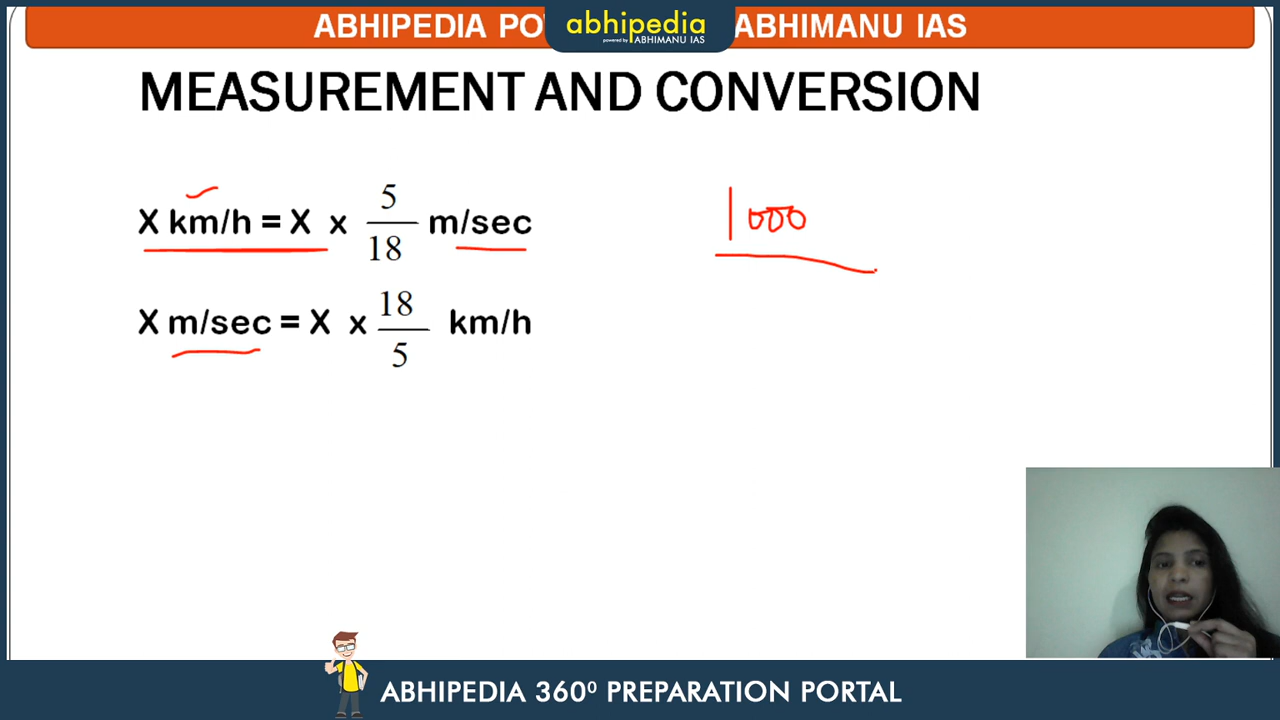 ABHIPEDIA PO ABHIMANU IAS
abhipedia
powered by ABHIMANU IAS
MEASUREMENT AND CONVERSION
X km/h = X x 5/18 m/sec
1000
X m/sec = X x 18/5 km/h
ABHIPEDIA 360⁰ PREPARATION PORTAL